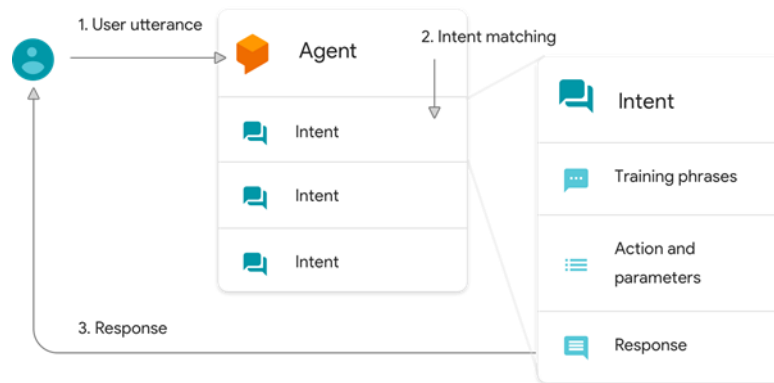 1. User utterance
Agent
2. Intent matching
Intent
Intent
Intent
Intent
Training phrases
Action and
parameters
Response
3. Response